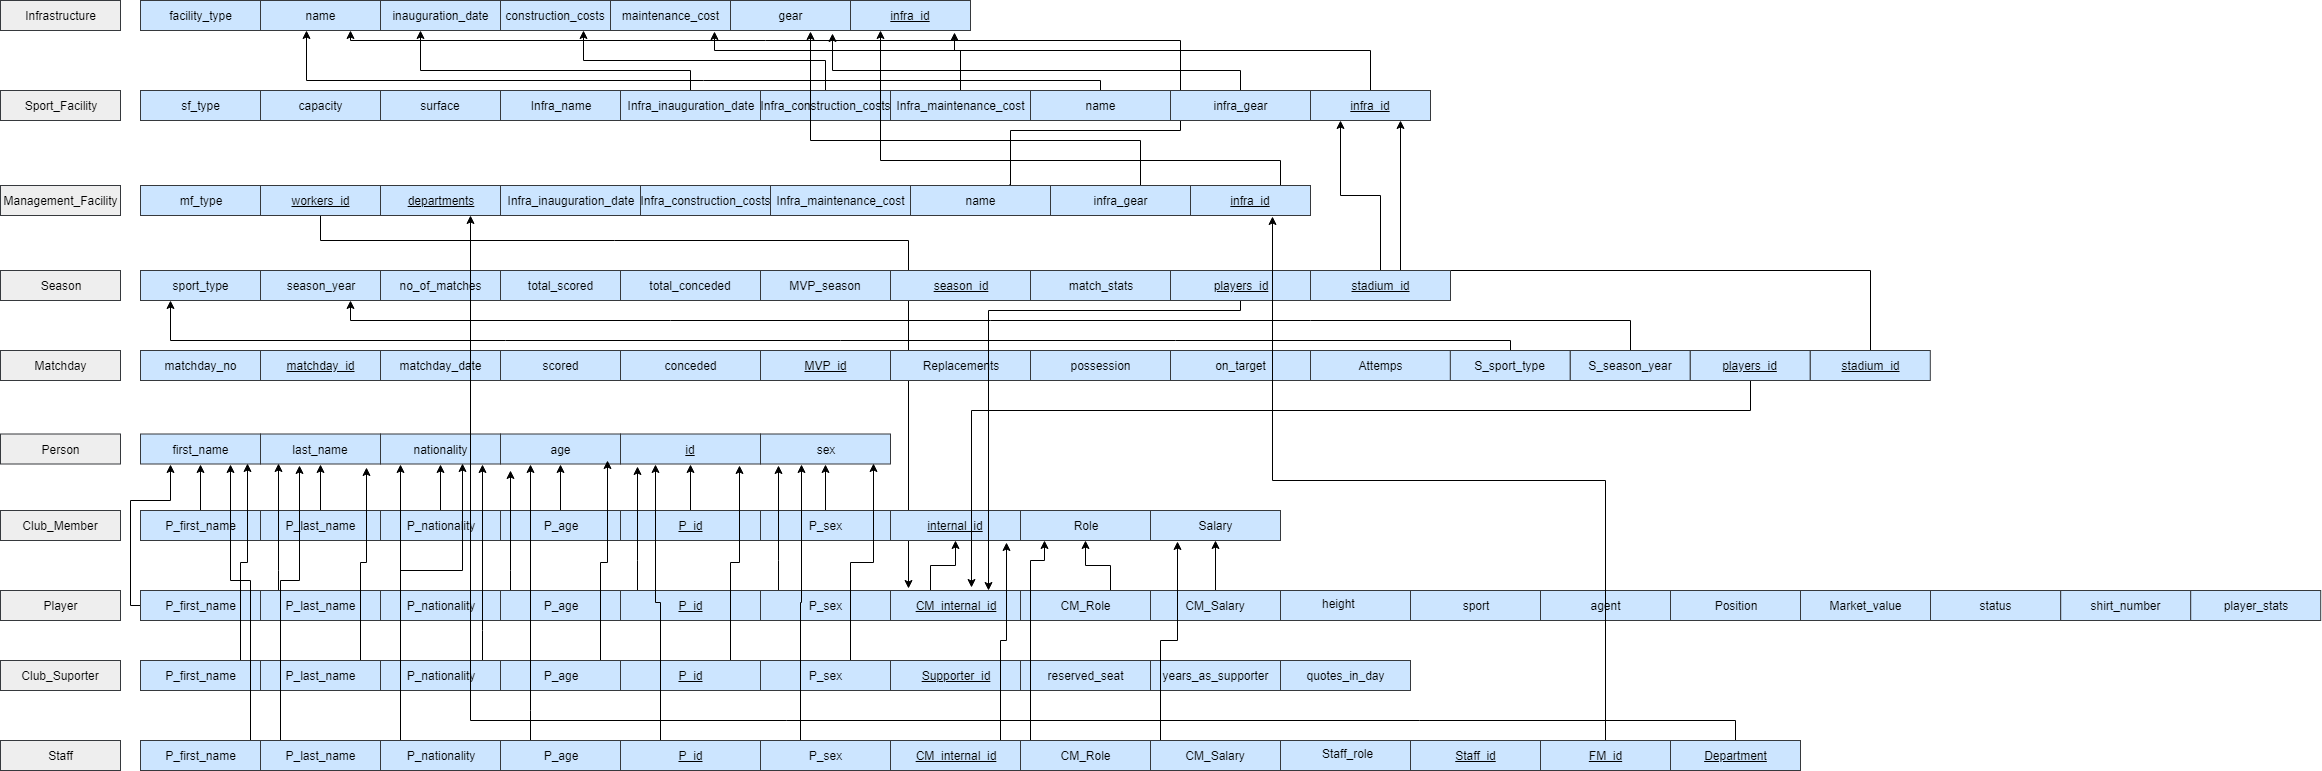 Infrastructure facility_type name inauguration_date construction_costs maintenance_cost gear infra_id
Sport_Facility sf_type capacity surface Infra_name Infra_inauguration_date Infra_construction_costs Infra_maintenance_cost name infra_gear infra_id
Management_Facility mf_type workers_id departments Infra_inauguration_date Infra_construction_costs Infra_maintenance_cost name infra_gear infra_id
Season sport_type season_year no_of_matches total_scored total_conceded MVP_season season_id match_stats players_id stadium_id
Matchday matchday_no matchday_id matchday_date scored conceded MVP_id Replacements possession on_target Attemps S_sport_type S_season_year players_id stadium_id
Person first_name last_name nationality age id sex
Club_Member P_first_name P_last_name P_nationality P_age P_id P_sex internal_id Role Salary
Player P_first_name P_last_name P_nationality P_age P_id P_sex CM_internal_id CM_Role CM_Salary height sport agent Position Market_value status shirt_number player_stats
Club_Suporter P_first_name P_last_name P_nationality P_age P_id P_sex Supporter_id reserved_seat years_as_supporter quotes_in_day
Staff P_first_name P_last_name P_nationality P_age P_id P_sex CM_internal_id CM_Role CM_Salary Staff_role Staff_id FM_id Department